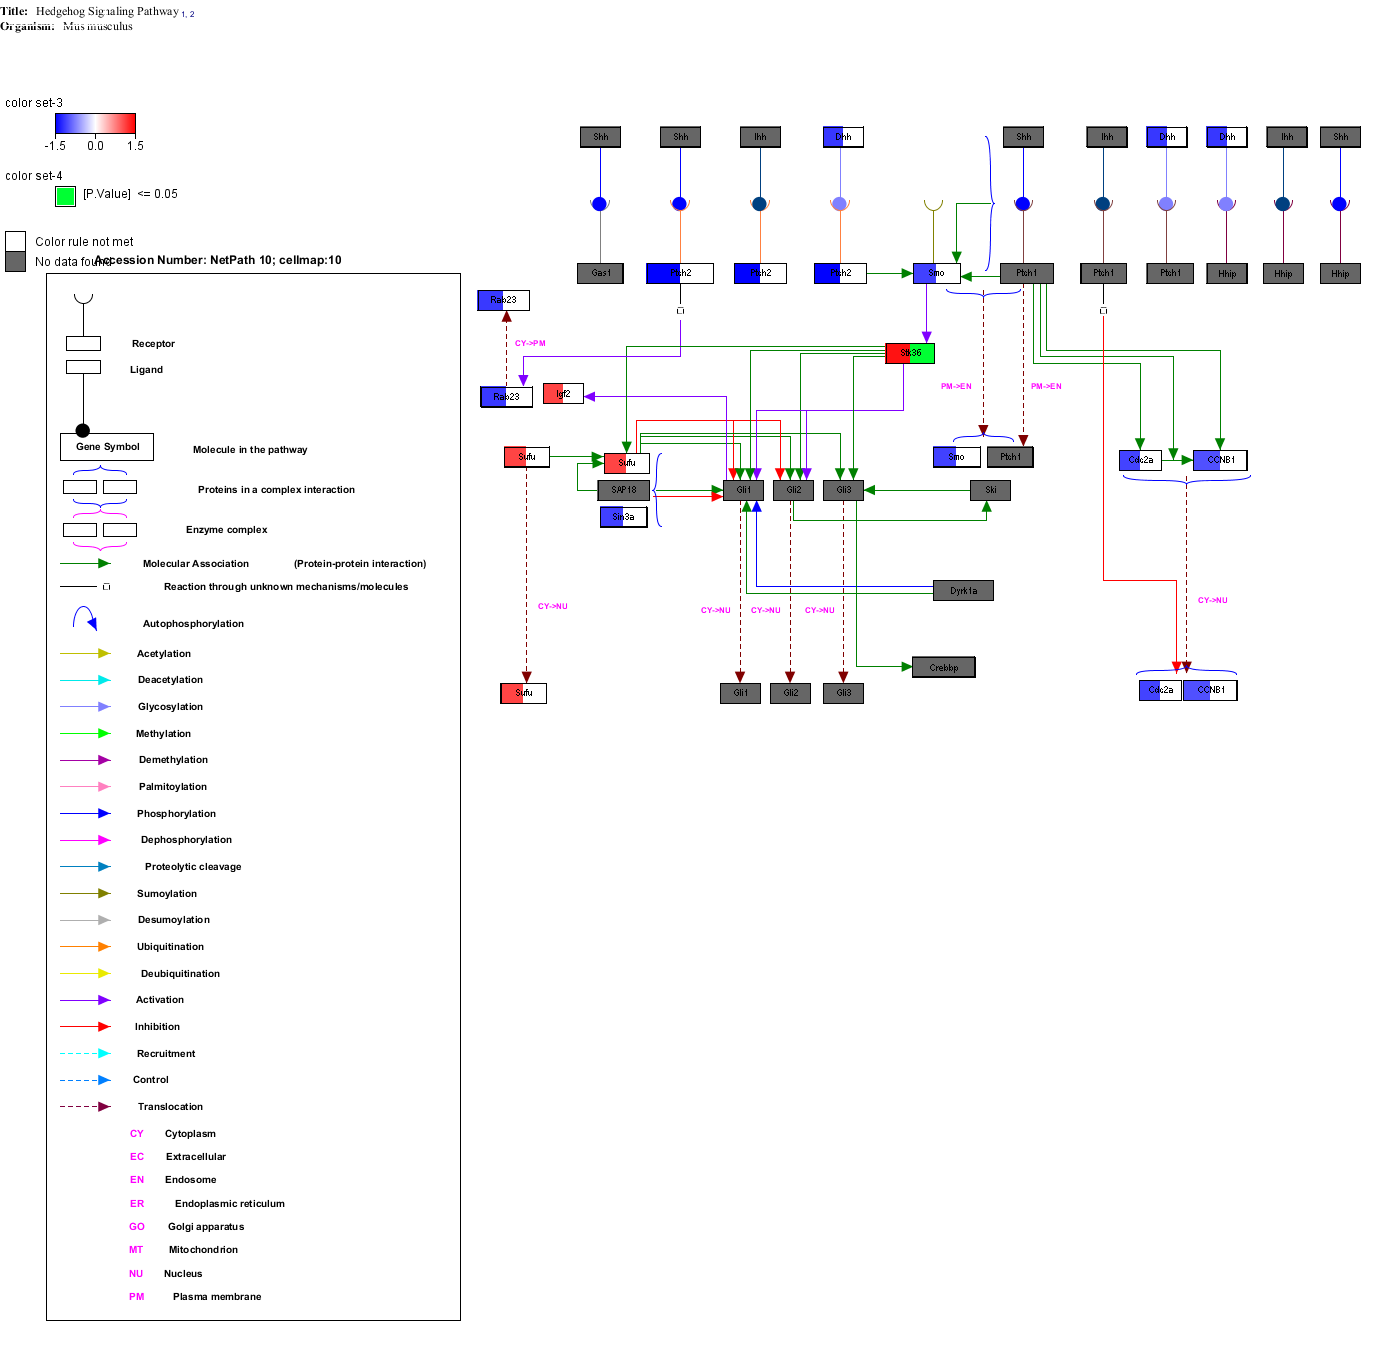 Title: Hedgehog Signaling Pathway 1, 2
Organism: Mus musculus
color set-3
-1.5 0.0 1.5
color set-4
[P.Value] <= 0.05
Color rule not met
No data found
Accession Number: NetPath 10; cellmap:10
Receptor
Ligand
Gene Symbol Molecule in the pathway
Proteins in a complex interaction
Enzyme complex
Molecular Association (Protein-protein interaction)
Reaction through unknown mechanisms/molecules
Autophosphorylation
Acetylation
Deacetylation
Glycosylation
Methylation
Demethylation
Palmitoylation
Phosphorylation
Dephosphorylation
Proteolytic cleavage
Sumoylation
Desumoylation
Ubiquitination
Deubiquitination
Activation
Inhibition
Recruitment
Control
Translocation
CY Cytoplasm
EC Extracellular
EN Endosome
ER Endoplasmic reticulum
GO Golgi apparatus
MT Mitochondrion
NU Nucleus
PM Plasma membrane
Shh Shh Ihh Dhh Shh Ihh Dhh Dhh Ihh Shh
Gas1 Ptch2 Ptch2 Ptch2 Smo Ptch1 Ptch1 Ptch1 Hhip Hhip Hhip
Rab23
CY->PM
Stk36
Rab23 Igf2 PM->EN PM->EN
Sufu Sufu Smo Ptch1 Cdc2a CCNB1
SAP18 Gli1 Gli2 Gli3 Ski
Sin3a
Dyrk1a
CY->NU CY->NU CY->NU CY->NU CY->NU
Crebbp
Sufu Gli1 Gli2 Gli3 Cdc2a CCNB1